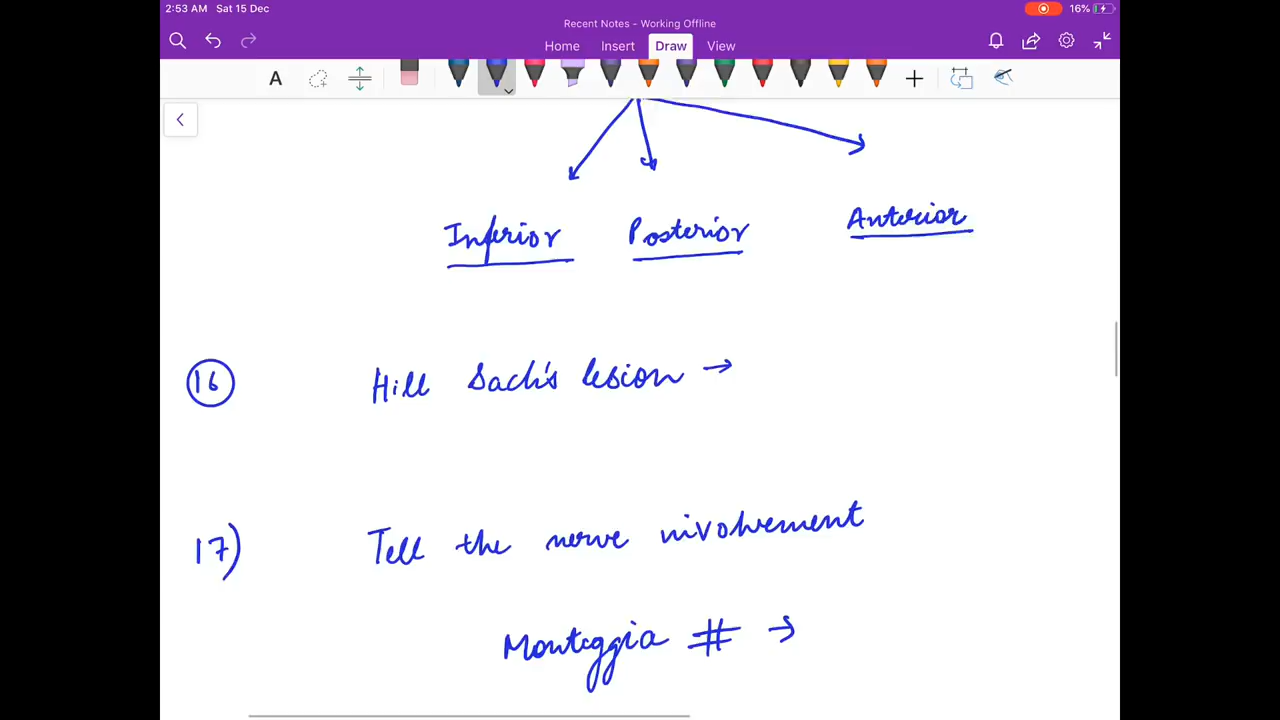 2:53 AM Sat 15 Dec 16%
Recent Notes - Working Offline
Home Insert Draw View
A
Inferior Posterior Anterior
16 Hill Sach's lesion →
17) Tell the nerve involvement
Monteggia # →